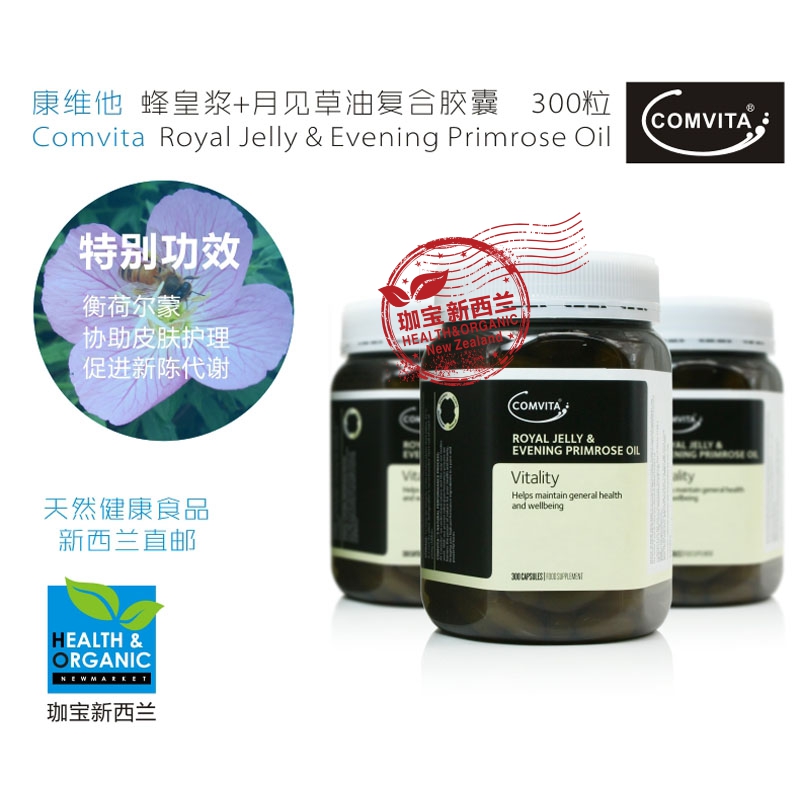 康维他 蜂皇浆+月见草油复合胶囊 300粒
Comvita Royal Jelly & Evening Primrose Oil
COMVITA®
特别功效
衡荷尔蒙
协助皮肤护理
促进新陈代谢
珈宝新西兰
HEALTH&ORGANIC
New Zealand
COMVITA
ROYAL JELLY &
EVENING PRIMROSE OIL
Vitality
Helps maintain general health
and wellbeing
300 CAPSULES | FOOD SUPPLEMENT
天然健康食品
新西兰直邮
HEALTH &
ORGANIC
NEWMARKET
珈宝新西兰